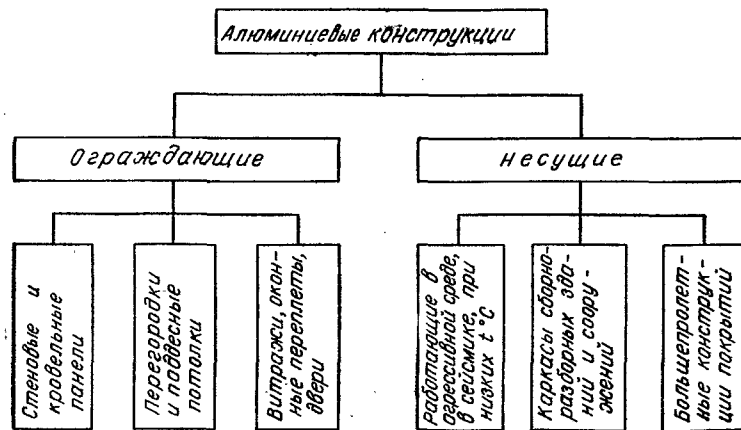 Алюминиевые конструкции
Ограждающие
Несущие
Стеновые и
кровельные
панели
Перегородки
и подвесные
потолки
Витражи, окон-
ные переплеты,
двери
Работающие в
агрессивной среде,
в сейсмике, при
низких t°C
Каркасы сборно-
разборных зда-
ний и соору-
жений
Большепролет-
ные конструк-
ции покрытий